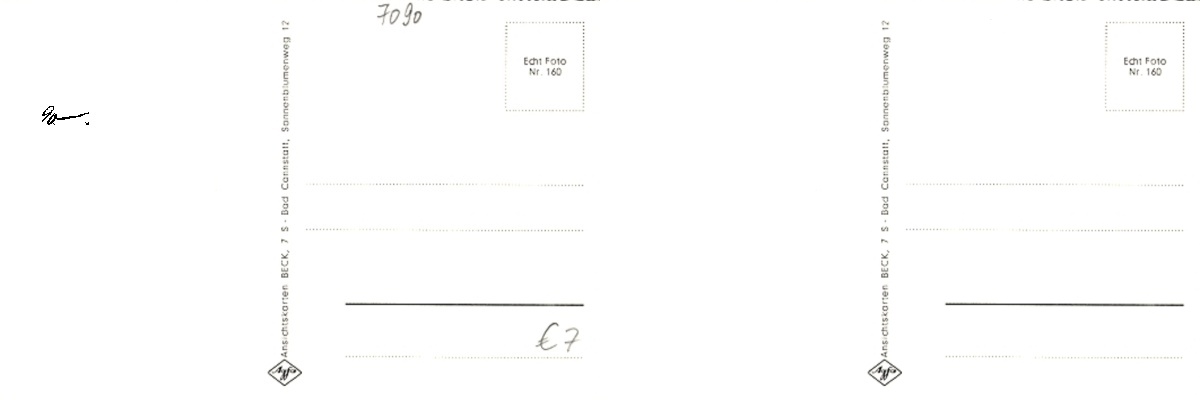 7090
Echt Foto
Nr. 160
Ansichtskarten BECK, 7 S - Bad Cannstatt, Sonnenblumenweg 12
€ 7
Agfa
Echt Foto
Nr. 160
Ansichtskarten BECK, 7 S - Bad Cannstatt, Sonnenblumenweg 12
Agfa